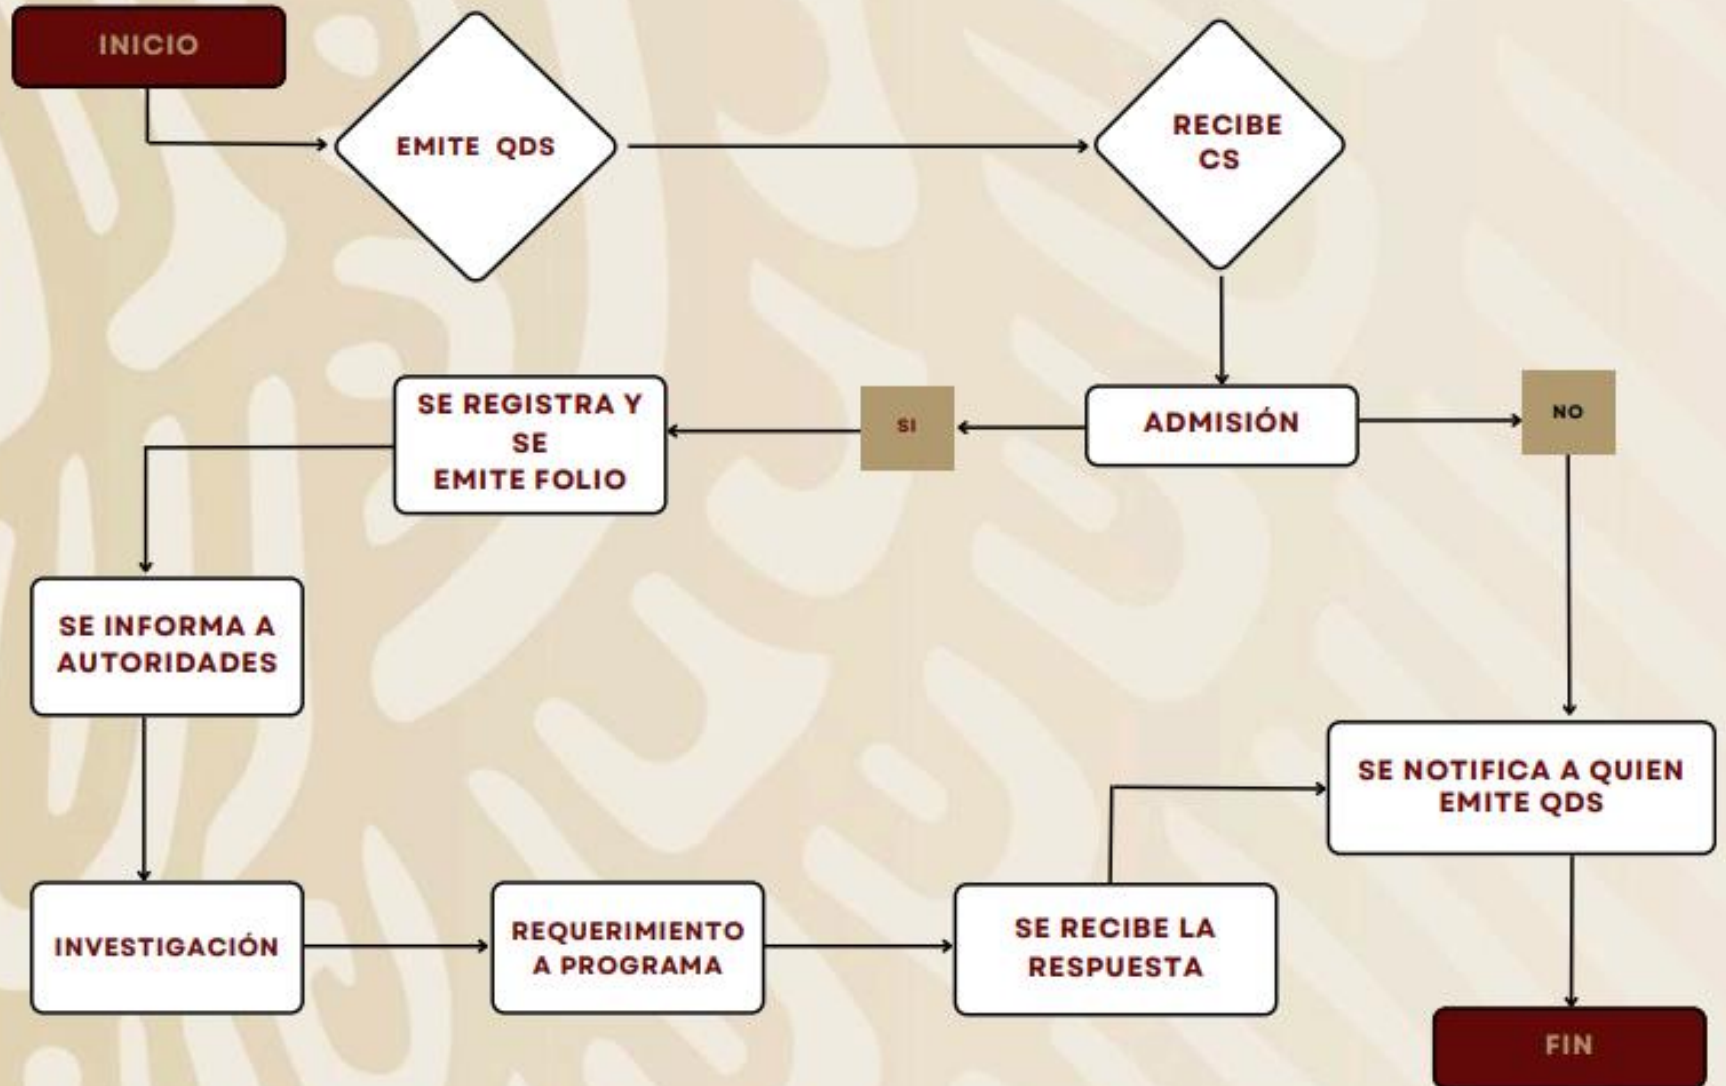 INICIO
EMITE QDS
RECIBE
CS
SE REGISTRA Y
SE
EMITE FOLIO
SI
ADMISIÓN
NO
SE INFORMA A
AUTORIDADES
SE NOTIFICA A QUIEN
EMITE QDS
INVESTIGACIÓN
REQUERIMIENTO
A PROGRAMA
SE RECIBE LA
RESPUESTA
FIN